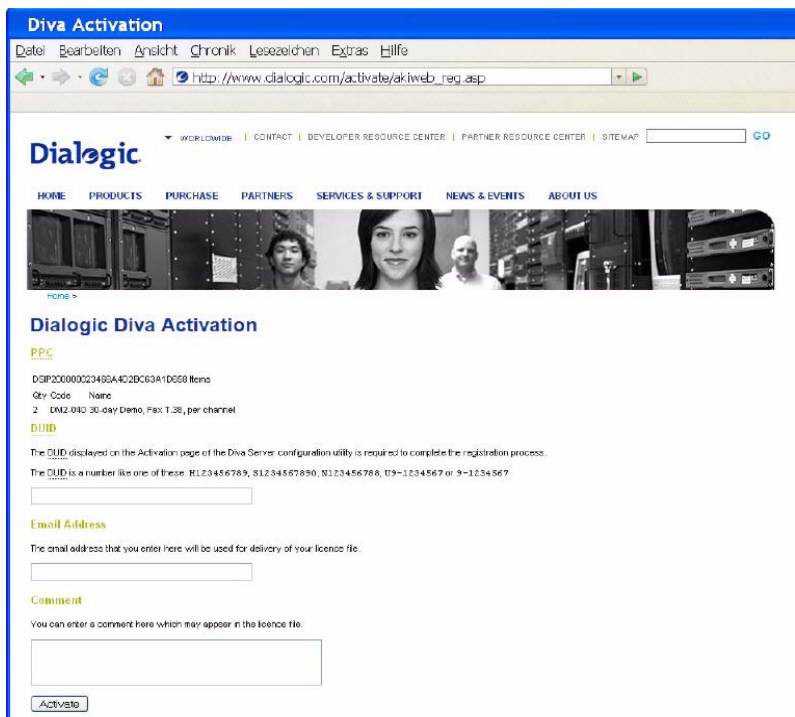 Diva Activation
Datei Bearbeiten Ansicht Chronik Lesezeichen Extras Hilfe
http://www.dialogic.com/activate/akiweb_reg.asp
WORLDWIDE | CONTACT | DEVELOPER RESOURCE CENTER | PARTNER RESOURCE CENTER | SITEMAP GO
Dialogic.
HOME PRODUCTS PURCHASE PARTNERS SERVICES & SUPPORT NEWS & EVENTS ABOUT US
Home >
Dialogic Diva Activation
PPC
Items
Qty Code Name
2 DM2-040 30-day Demo, Fax T.38, per channel
DUID
The DUID displayed on the Activation page of the Diva Server configuration utility is required to complete the registration process.
The DUID is a number like one of these: H123456789, S1234567890, N123456788, U9-1234567 or 9-1234567
Email Address
The email address that you enter here will be used for delivery of your licence file.
Comment
You can enter a comment here which may appear in the licence file.
Activate